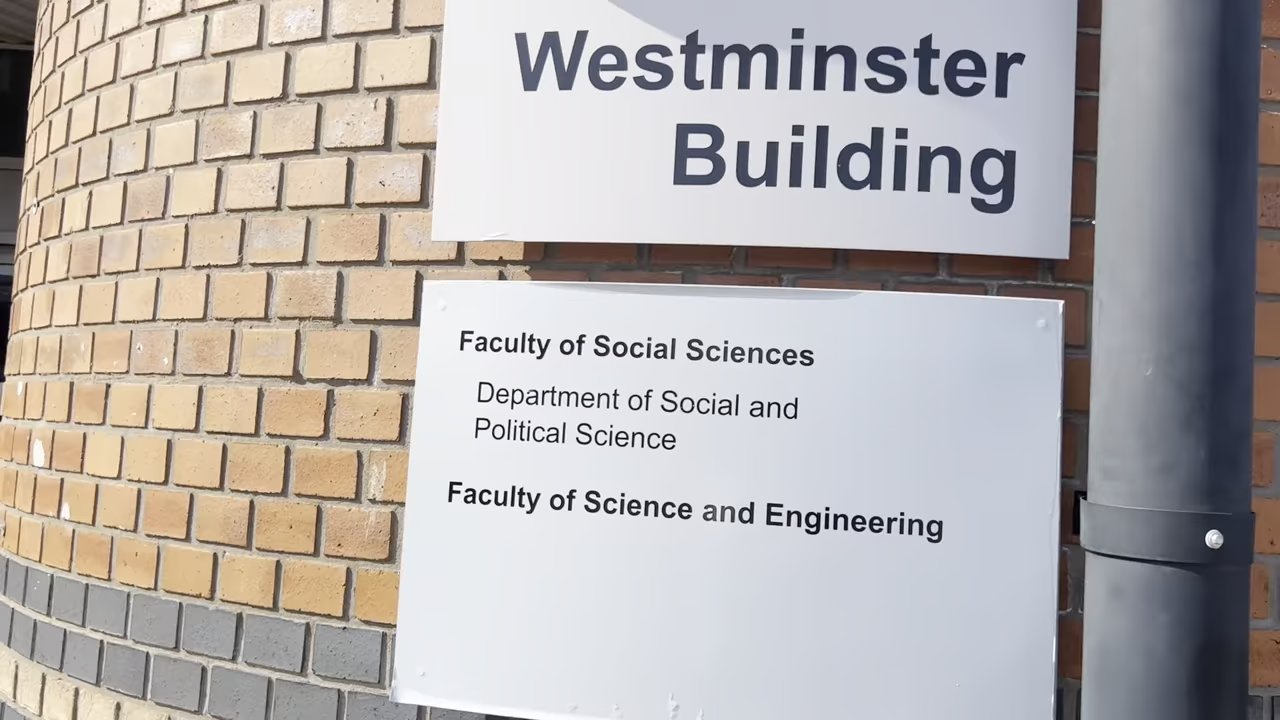 Westminster
Building
Faculty of Social Sciences
Department of Social and
Political Science
Faculty of Science and Engineering